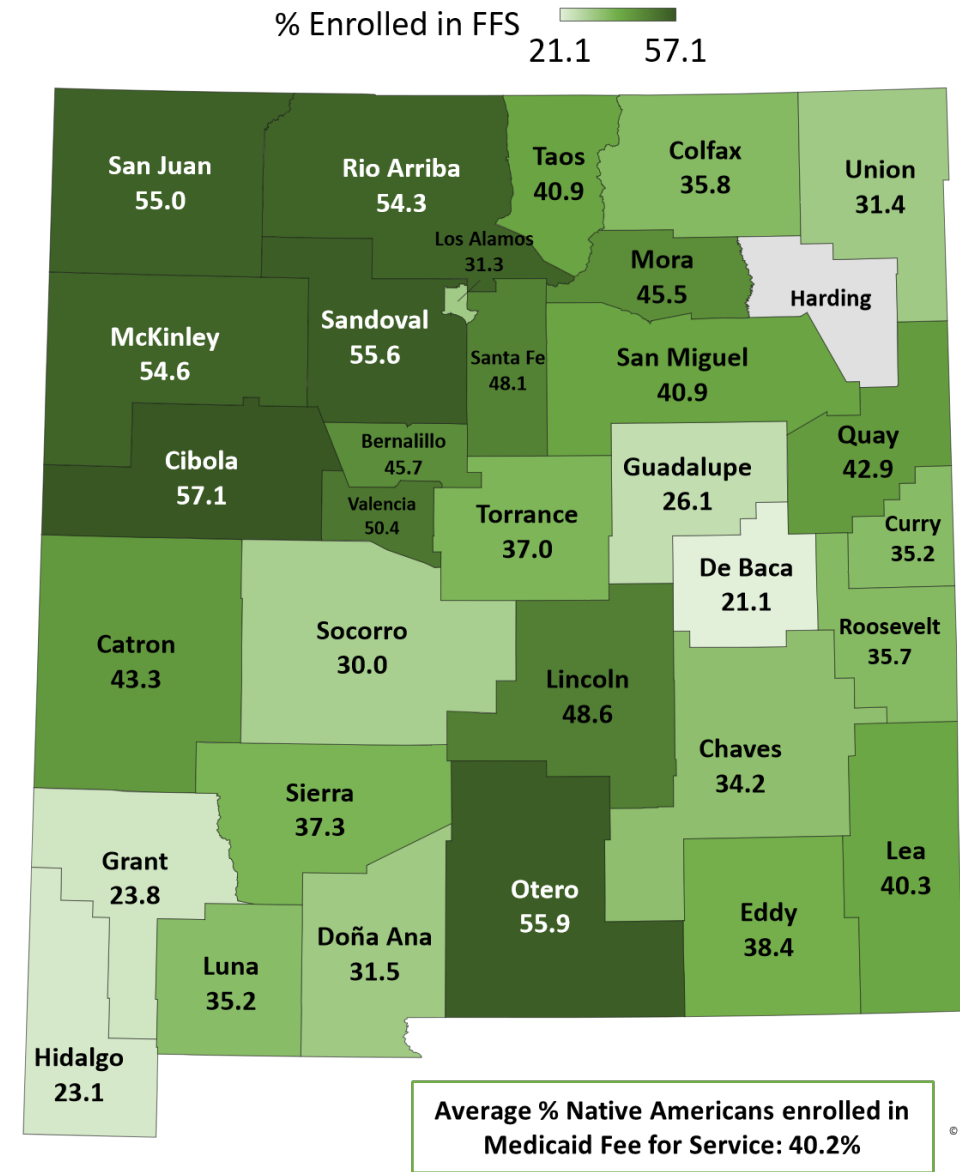 % Enrolled in FFS
21.1 57.1
San Juan
55.0
Rio Arriba
54.3
Taos
40.9
Colfax
35.8
Union
31.4
Los Alamos
31.3
Mora
45.5
Harding
McKinley
54.6
Sandoval
55.6
Santa Fe
48.1
San Miguel
40.9
Quay
42.9
Cibola
57.1
Bernalillo
45.7
Guadalupe
26.1
Valencia
50.4
Torrance
37.0
Curry
35.2
De Baca
21.1
Catron
43.3
Socorro
30.0
Roosevelt
35.7
Lincoln
48.6
Chaves
34.2
Sierra
37.3
Grant
23.8
Lea
40.3
Otero
55.9
Eddy
38.4
Doña Ana
31.5
Luna
35.2
Hidalgo
23.1
Average % Native Americans enrolled in
Medicaid Fee for Service: 40.2%
©